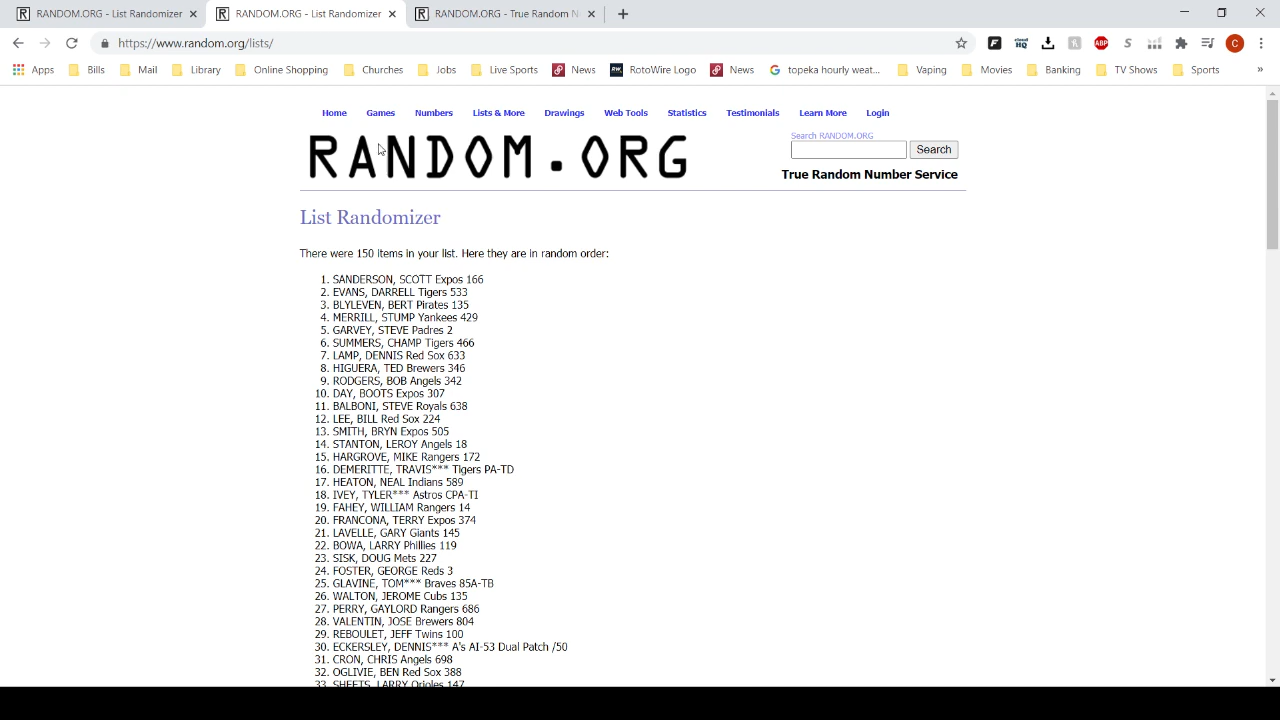 RANDOM.ORG - List Randomizer
RANDOM.ORG - List Randomizer
RANDOM.ORG - True Random N
https://www.random.org/lists/
Apps Bills Mail Library Online Shopping Churches Jobs Live Sports News RotoWire Logo News topeka hourly weat... Vaping Movies Banking TV Shows Sports »
Home Games Numbers Lists & More Drawings Web Tools Statistics Testimonials Learn More Login
RANDOM.ORG
Search RANDOM.ORG
Search
True Random Number Service
List Randomizer
There were 150 items in your list. Here they are in random order:
1. SANDERSON, SCOTT Expos 166
2. EVANS, DARRELL Tigers 533
3. BLYLEVEN, BERT Pirates 135
4. MERRILL, STUMP Yankees 429
5. GARVEY, STEVE Padres 2
6. SUMMERS, CHAMP Tigers 466
7. LAMP, DENNIS Red Sox 633
8. HIGUERA, TED Brewers 346
9. RODGERS, BOB Angels 342
10. DAY, BOOTS Expos 307
11. BALBONI, STEVE Royals 638
12. LEE, BILL Red Sox 224
13. SMITH, BRYN Expos 505
14. STANTON, LEROY Angels 18
15. HARGROVE, MIKE Rangers 172
16. DEMERITTE, TRAVIS*** Tigers PA-TD
17. HEATON, NEAL Indians 589
18. IVEY, TYLER*** Astros CPA-TI
19. FAHEY, WILLIAM Rangers 14
20. FRANCONA, TERRY Expos 374
21. LAVELLE, GARY Giants 145
22. BOWA, LARRY Phillies 119
23. SISK, DOUG Mets 227
24. FOSTER, GEORGE Reds 3
25. GLAVINE, TOM*** Braves 85A-TB
26. WALTON, JEROME Cubs 135
27. PERRY, GAYLORD Rangers 686
28. VALENTIN, JOSE Brewers 804
29. REBOULET, JEFF Twins 100
30. ECKERSLEY, DENNIS*** A's AI-53 Dual Patch /50
31. CRON, CHRIS Angels 698
32. OGLIVIE, BEN Red Sox 388
33. SHEETS, LARRY Orioles 147